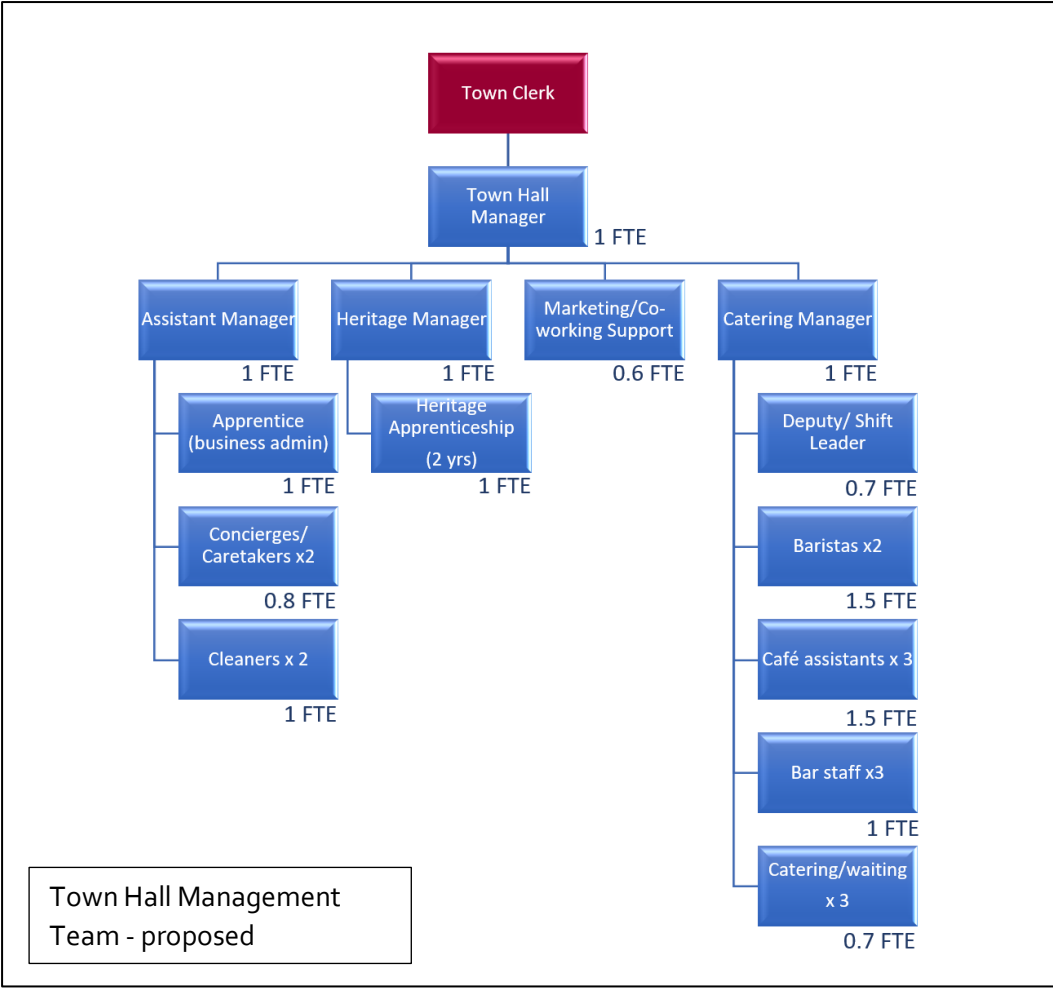 Town Clerk
Town Hall
Manager
1 FTE
Assistant Manager
1 FTE
Heritage Manager
1 FTE
Marketing/Co-
working Support
0.6 FTE
Catering Manager
1 FTE
Apprentice
(business admin)
1 FTE
Concierges/
Caretakers x2
0.8 FTE
Cleaners x 2
1 FTE
Heritage
Apprenticeship
(2 yrs)
1 FTE
Deputy/ Shift
Leader
0.7 FTE
Baristas x2
1.5 FTE
Café assistants x 3
1.5 FTE
Bar staff x3
1 FTE
Catering/waiting
x 3
0.7 FTE
Town Hall Management
Team - proposed